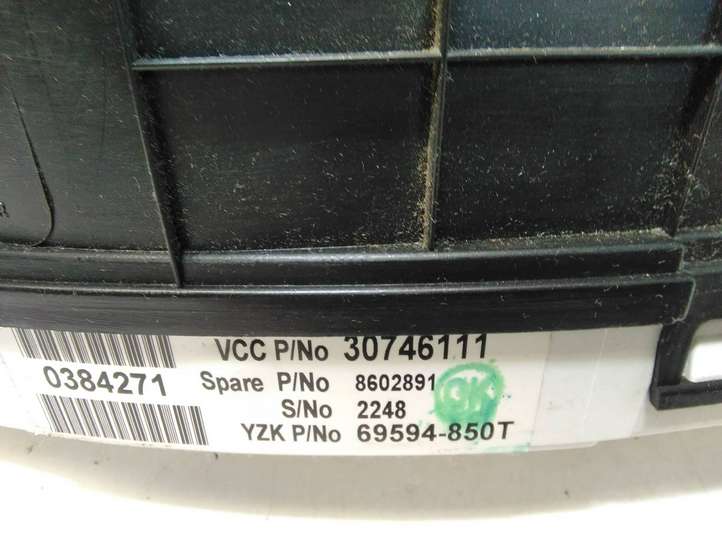 VCC P/No 30746111
0384271
Spare P/No 8602891
OK
S/No 2248
YZK P/No 69594-850T